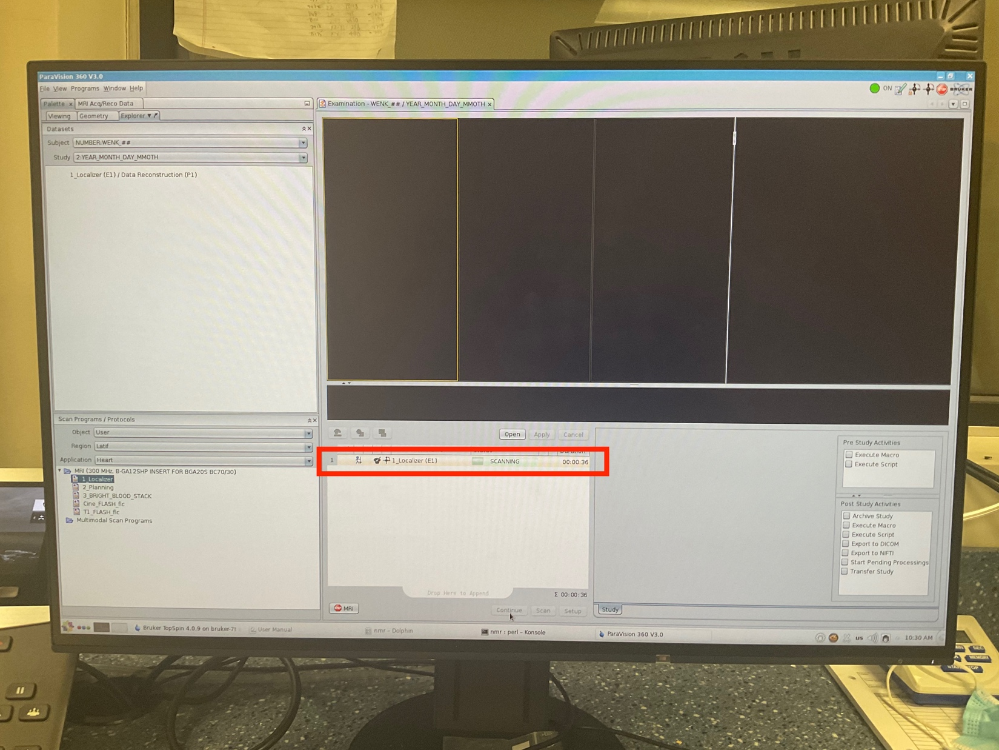 ParaVision 360 V3.0
File View Programs Window Help
ON
STOP
BRUKER
Palette x MRI Acq/Reco Data
Examination - WENK_## / YEAR_MONTH_DAY_MMOTH x
Viewing Geometry Explorer
Datasets
Subject NUMBER:WENK_##
Study 2:YEAR_MONTH_DAY_MMOTH
1_Localizer (E1) / Data Reconstruction (P1)
Scan Programs / Protocols
Object User
Region Latif
Application Heart
MRI (300 MHz, B-GA12SHP INSERT FOR BGA20S BC70/30)
1_Localizer
2_Planning
3_BRIGHT_BLOOD_STACK
Cine_FLASH_flc
T1_FLASH_flc
Multimodal Scan Programs
Open Apply Cancel
Duration
1 1_Localizer (E1) SCANNING 00:00:36
Drop Here to Append
Σ 00:00:36
MRI
Continue Scan Setup
Pre Study Activities
Execute Macro
Execute Script
Post Study Activities
Archive Study
Execute Macro
Execute Script
Export to DICOM
Export to NIFTI
Start Pending Processings
Transfer Study
Study
Bruker TopSpin 4.0.9 on bruker-7t User Manual nmr - Dolphin nmr : perl - Konsole ParaVision 360 V3.0 us 10:30 AM
MEMORY